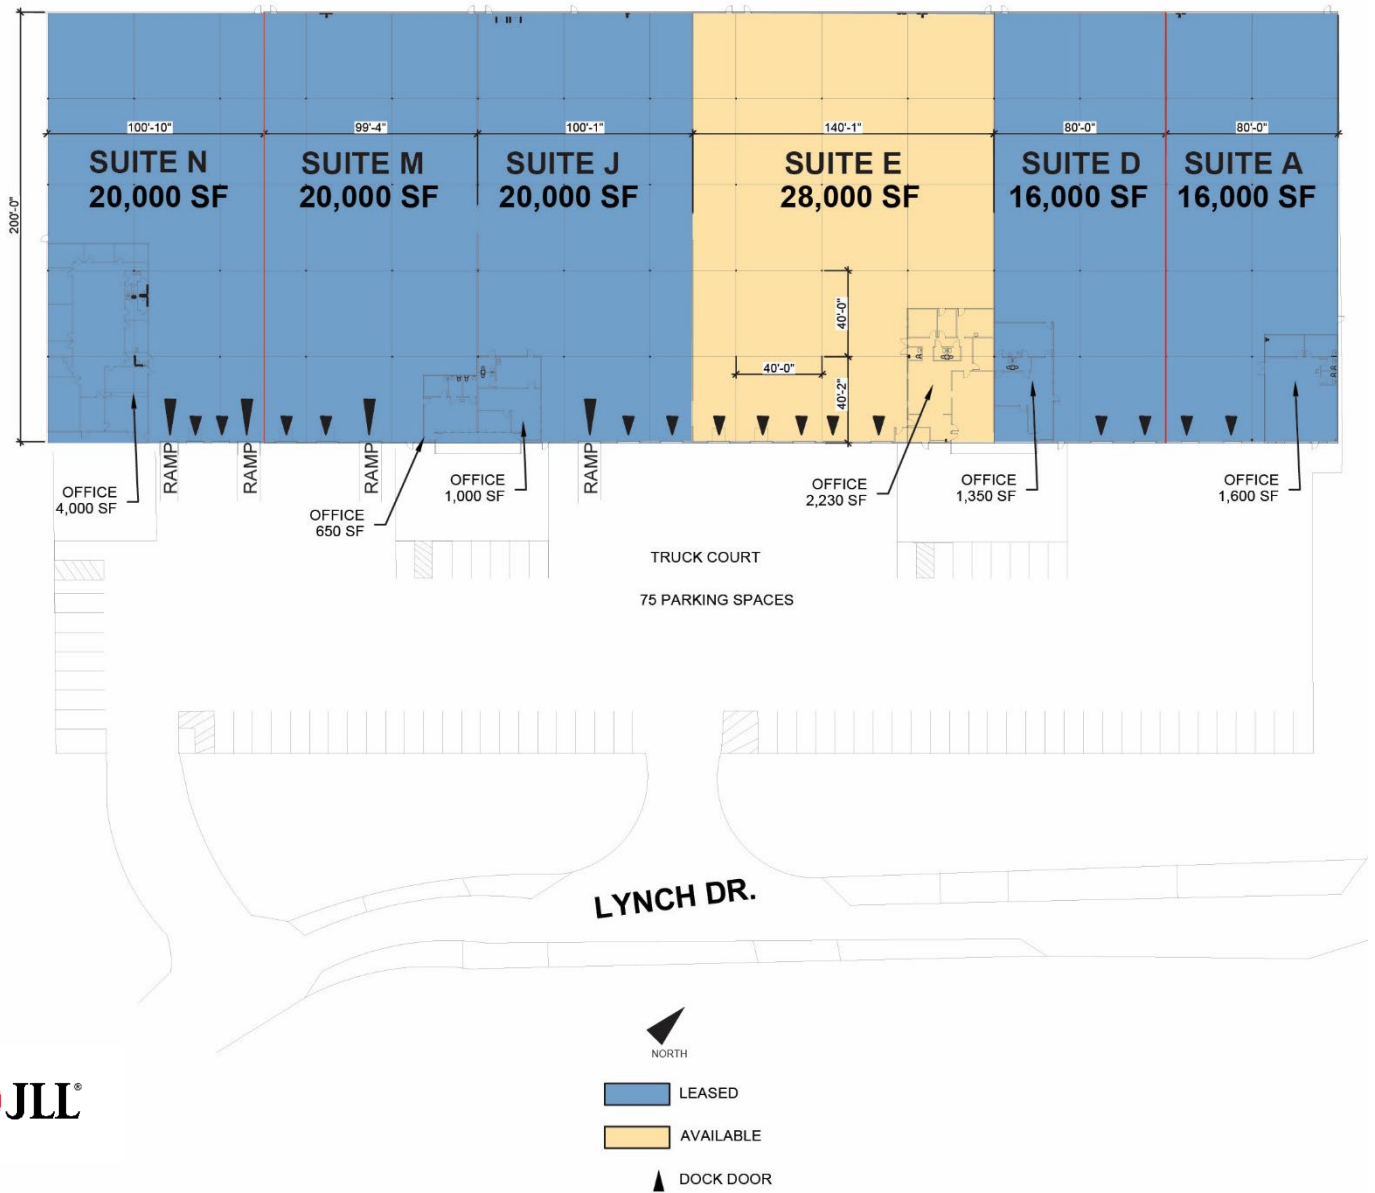 100'-10"
99'-4"
100'-1"
140'-1"
80'-0"
80'-0"
200'-0"
SUITE N
20,000 SF
SUITE M
20,000 SF
SUITE J
20,000 SF
SUITE E
28,000 SF
SUITE D
16,000 SF
SUITE A
16,000 SF
40'-0"
40'-0"
40'-2"
RAMP
RAMP
RAMP
RAMP
OFFICE
4,000 SF
OFFICE
650 SF
OFFICE
1,000 SF
OFFICE
2,230 SF
OFFICE
1,350 SF
OFFICE
1,600 SF
TRUCK COURT
75 PARKING SPACES
LYNCH DR.
NORTH
JLL®
LEASED
AVAILABLE
DOCK DOOR